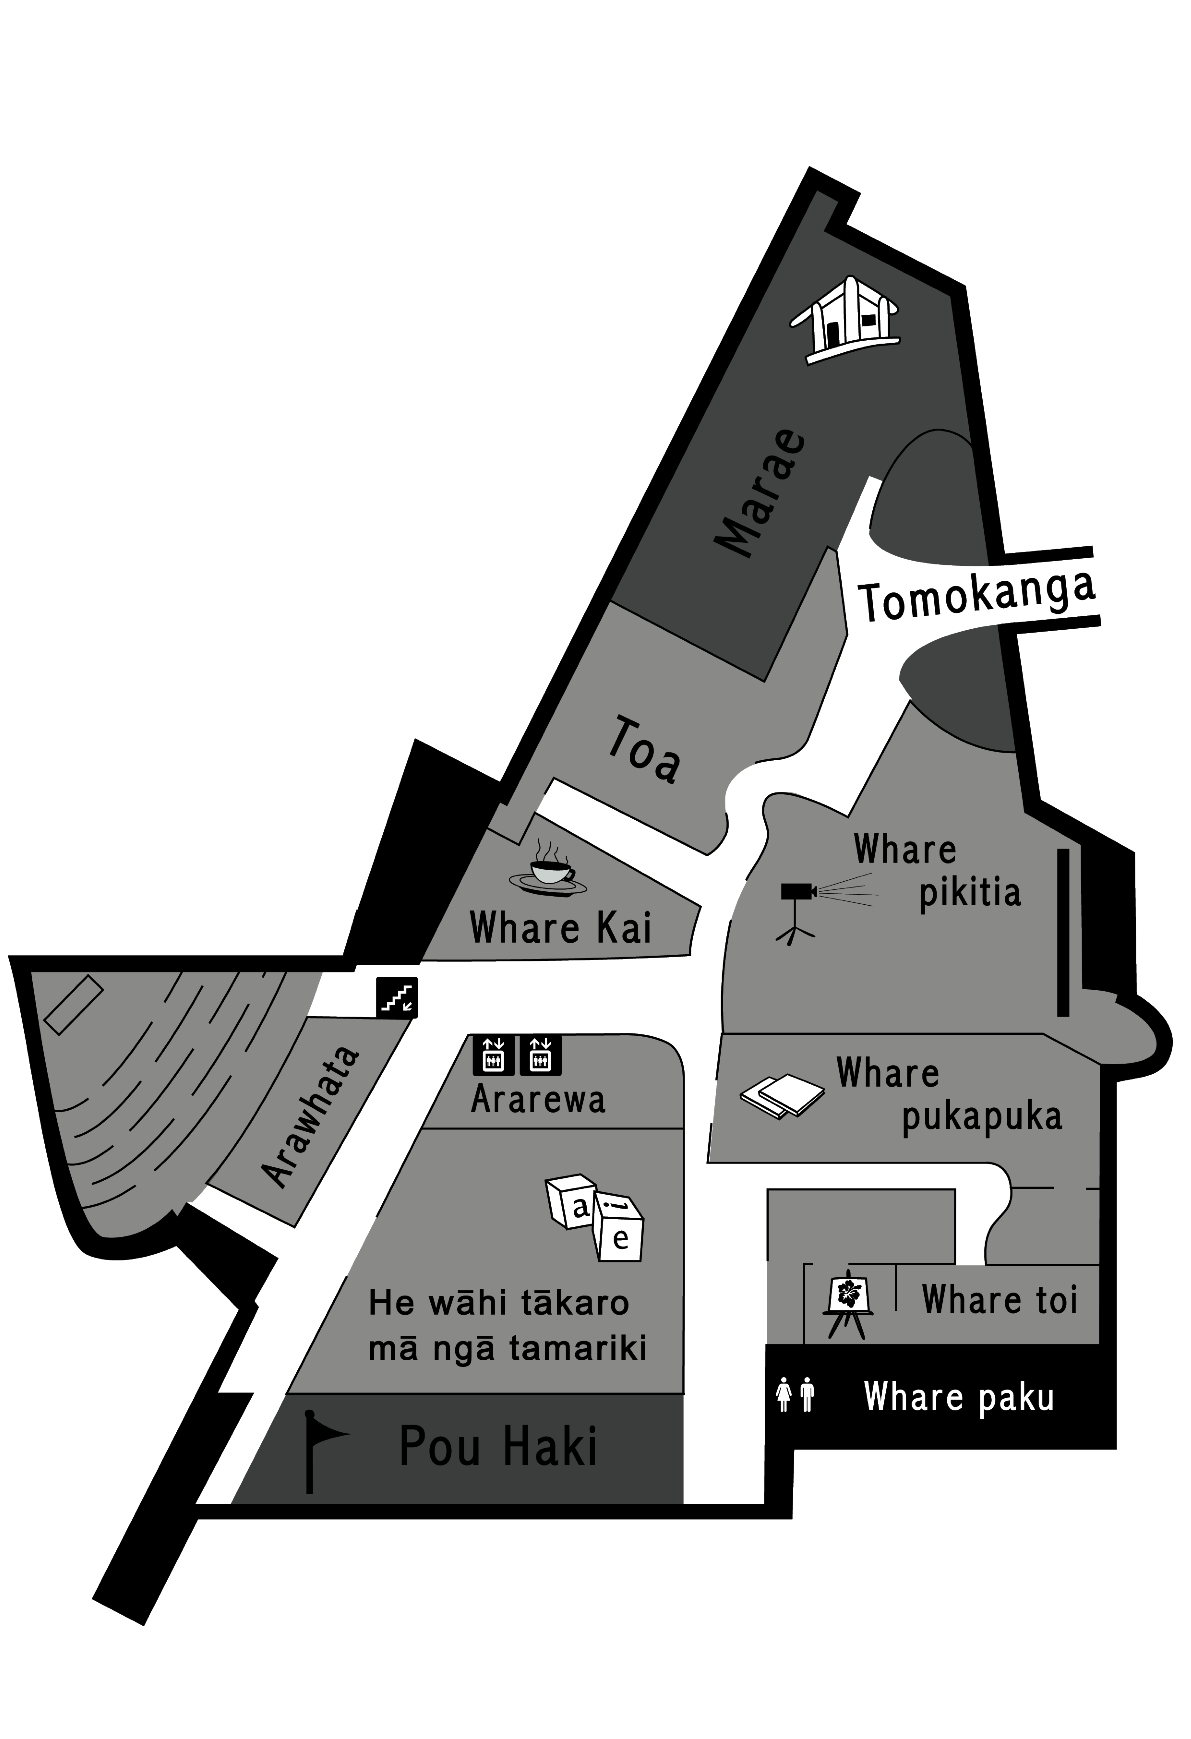 Marae
Tomokanga
Toa
Whare
pikitia
Whare Kai
Arawhata
Ararewa
Whare
pukapuka
a
i
e
He wāhi tākaro
mā ngā tamariki
Whare toi
Whare paku
Pou Haki